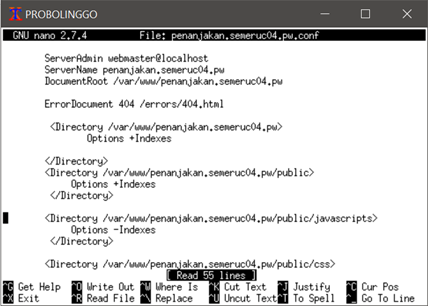 PROBOLINGGO
GNU nano 2.7.4 File: penanjakan.semeruc04.pw.conf
ServerAdmin webmaster@localhost
ServerName penanjakan.semeruc04.pw
DocumentRoot /var/www/penanjakan.semeruc04.pw
ErrorDocument 404 /errors/404.html
<Directory /var/www/penanjakan.semeruc04.pw>
Options +Indexes
</Directory>
<Directory /var/www/penanjakan.semeruc04.pw/public>
Options +Indexes
</Directory>
<Directory /var/www/penanjakan.semeruc04.pw/public/javascripts>
Options -Indexes
</Directory>
<Directory /var/www/penanjakan.semeruc04.pw/public/css>
[ Read 55 lines ]
^G Get Help ^O Write Out ^W Where Is ^K Cut Text ^J Justify ^C Cur Pos
^X Exit ^R Read File ^\ Replace ^U Uncut Text ^T To Spell ^_ Go To Line